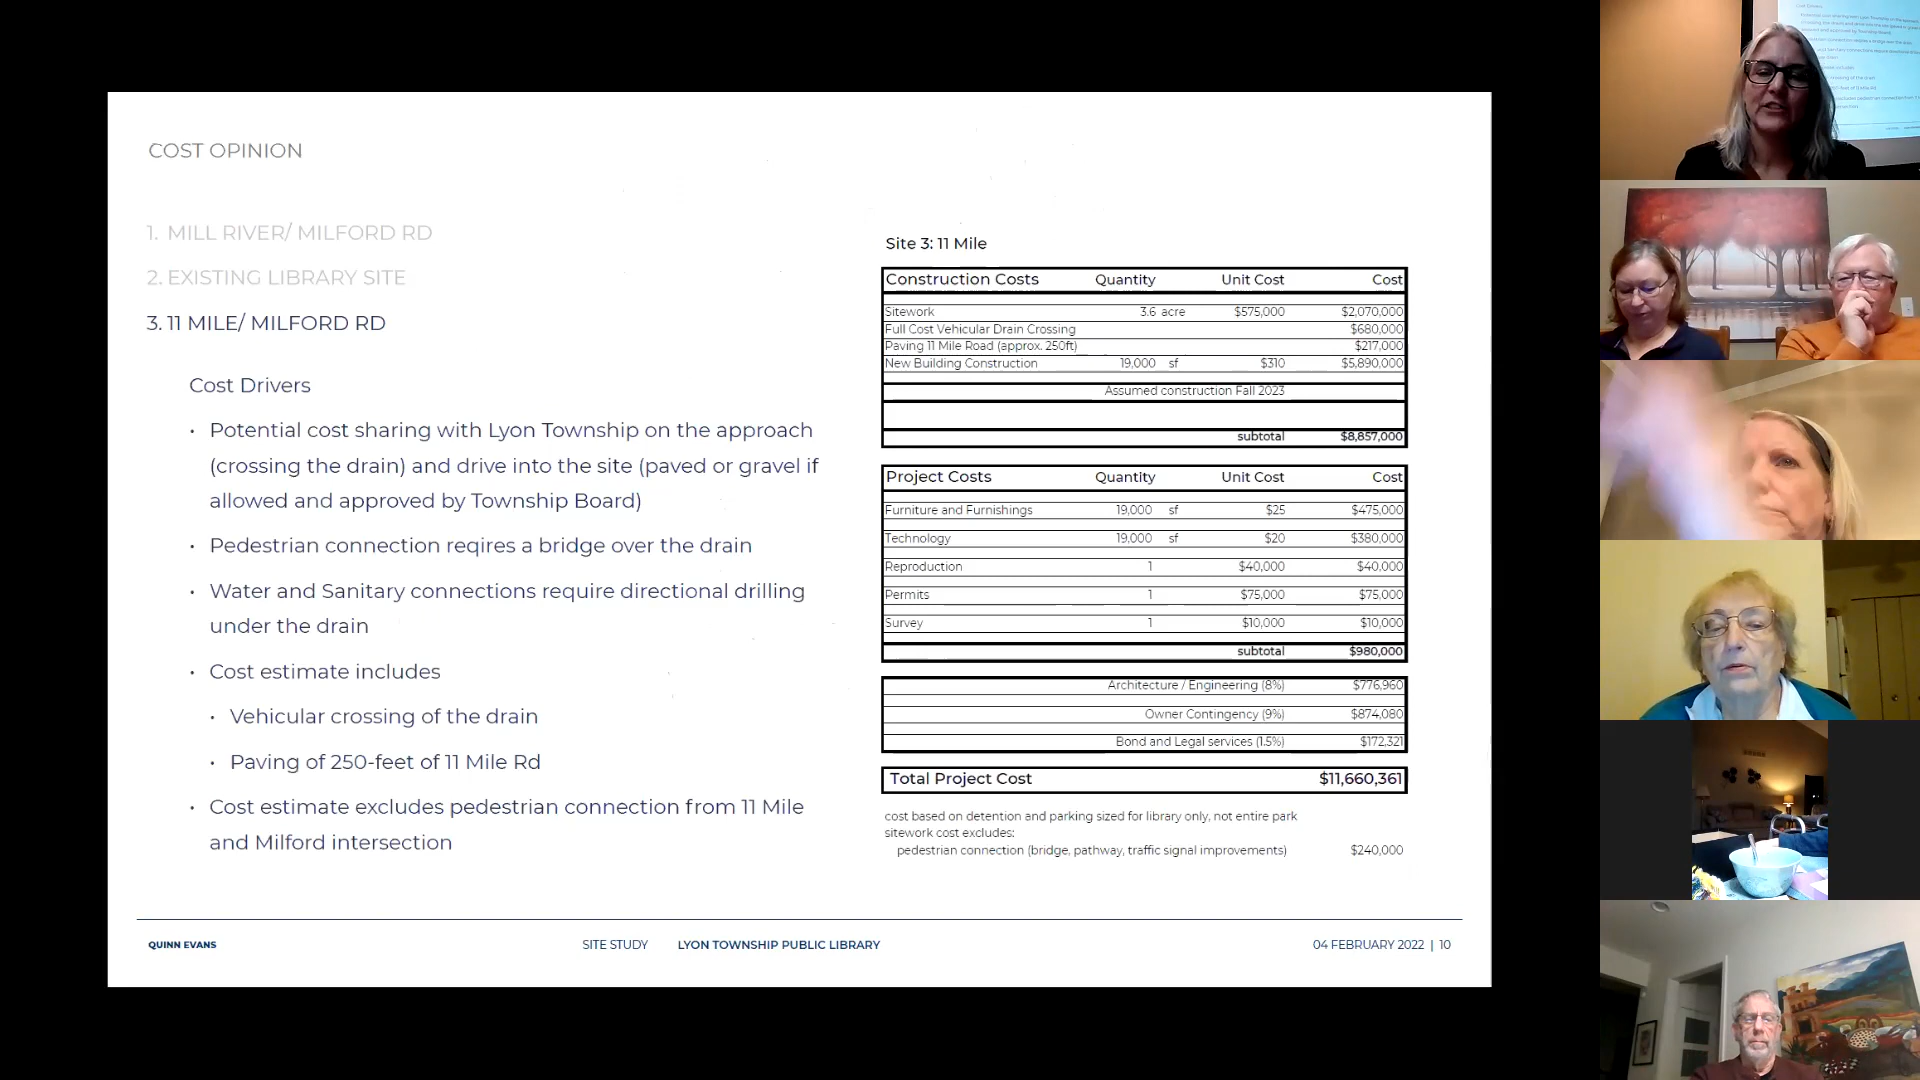 COST OPINION
1. MILL RIVER/ MILFORD RD
2. EXISTING LIBRARY SITE
3. 11 MILE/ MILFORD RD
Cost Drivers
• Potential cost sharing with Lyon Township on the approach
(crossing the drain) and drive into the site (paved or gravel if
allowed and approved by Township Board)
• Pedestrian connection reqires a bridge over the drain
• Water and Sanitary connections require directional drilling
under the drain
• Cost estimate includes
• Vehicular crossing of the drain
• Paving of 250-feet of 11 Mile Rd
• Cost estimate excludes pedestrian connection from 11 Mile
and Milford intersection
Site 3: 11 Mile
Construction Costs Quantity Unit Cost Cost
Sitework 3.6 acre $575,000 $2,070,000
Full Cost Vehicular Drain Crossing $680,000
Paving 11 Mile Road (approx. 250ft) $217,000
New Building Construction 19,000 sf $310 $5,890,000
Assumed construction Fall 2023
subtotal $8,857,000
Project Costs Quantity Unit Cost Cost
Furniture and Furnishings 19,000 sf $25 $475,000
Technology 19,000 sf $20 $380,000
Reproduction 1 $40,000 $40,000
Permits 1 $75,000 $75,000
Survey 1 $10,000 $10,000
subtotal $980,000
Architecture / Engineering (8%) $776,960
Owner Contingency (9%) $874,080
Bond and Legal services (1.5%) $172,321
Total Project Cost $11,660,361
cost based on detention and parking sized for library only, not entire park
sitework cost excludes:
pedestrian connection (bridge, pathway, traffic signal improvements) $240,000
QUINN EVANS SITE STUDY LYON TOWNSHIP PUBLIC LIBRARY 04 FEBRUARY 2022 | 10